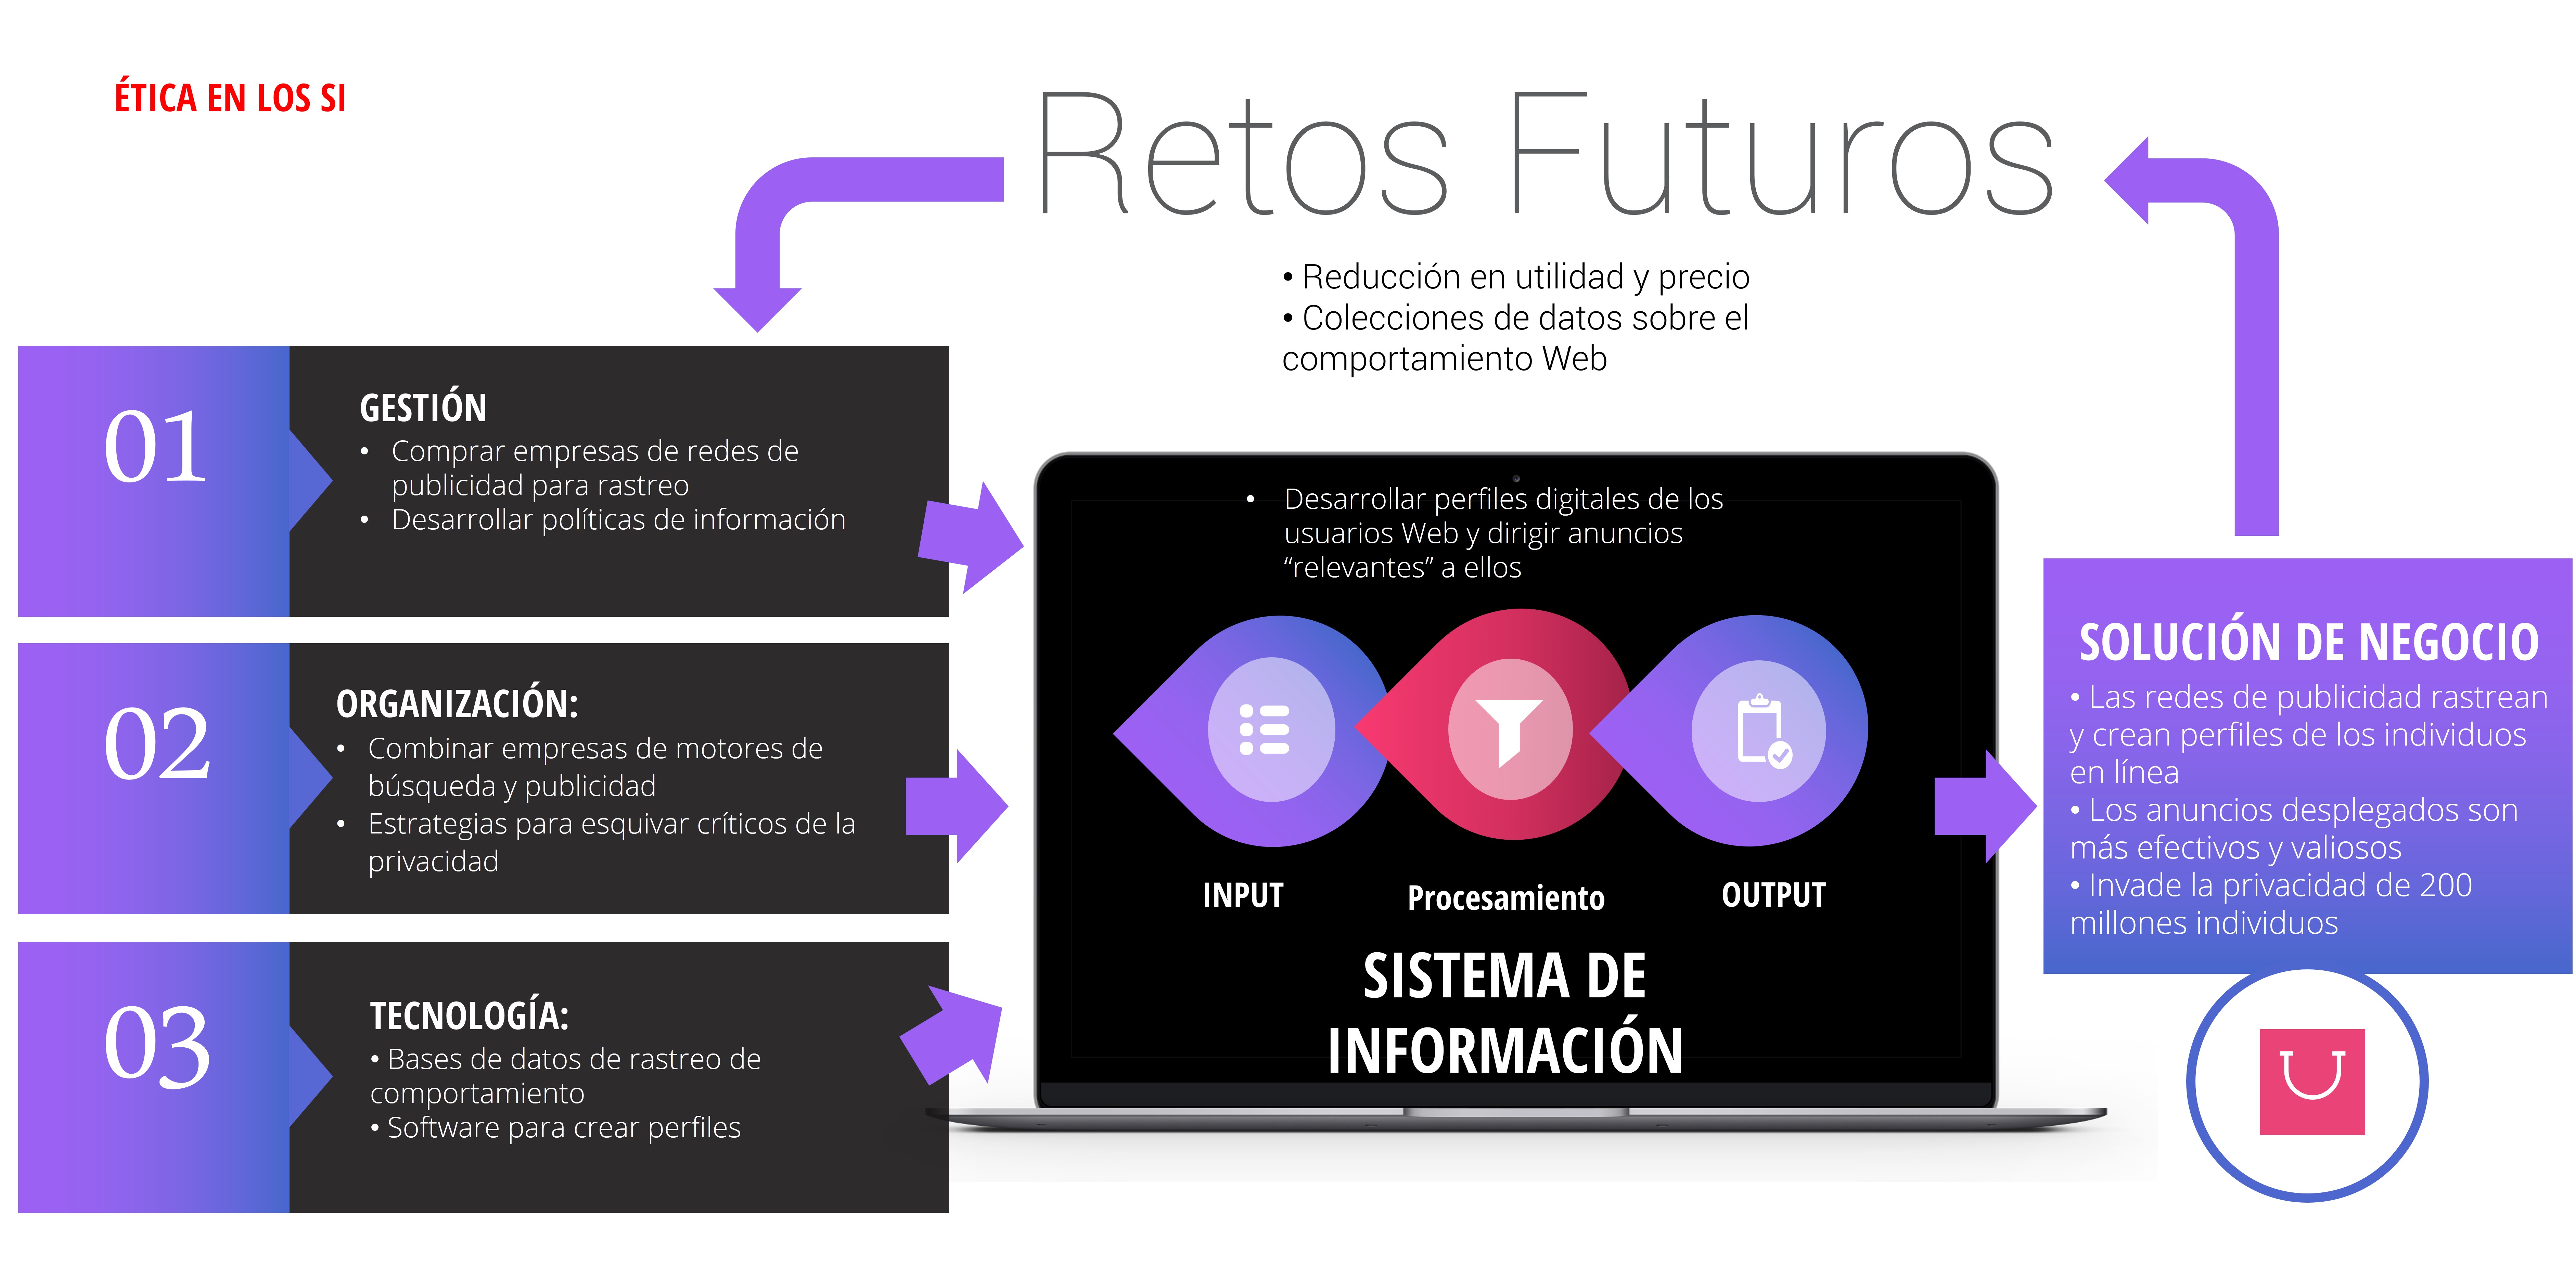 ÉTICA EN LOS SI
Retos Futuros
• Reducción en utilidad y precio
• Colecciones de datos sobre el
comportamiento Web
01
GESTIÓN
• Comprar empresas de redes de
publicidad para rastreo
• Desarrollar políticas de información
02
ORGANIZACIÓN:
• Combinar empresas de motores de
búsqueda y publicidad
• Estrategias para esquivar críticos de la
privacidad
03
TECNOLOGÍA:
• Bases de datos de rastreo de
comportamiento
• Software para crear perfiles
• Desarrollar perfiles digitales de los
usuarios Web y dirigir anuncios
“relevantes” a ellos
INPUT
Procesamiento
OUTPUT
SISTEMA DE
INFORMACIÓN
SOLUCIÓN DE NEGOCIO
• Las redes de publicidad rastrean
y crean perfiles de los individuos
en línea
• Los anuncios desplegados son
más efectivos y valiosos
• Invade la privacidad de 200
millones individuos